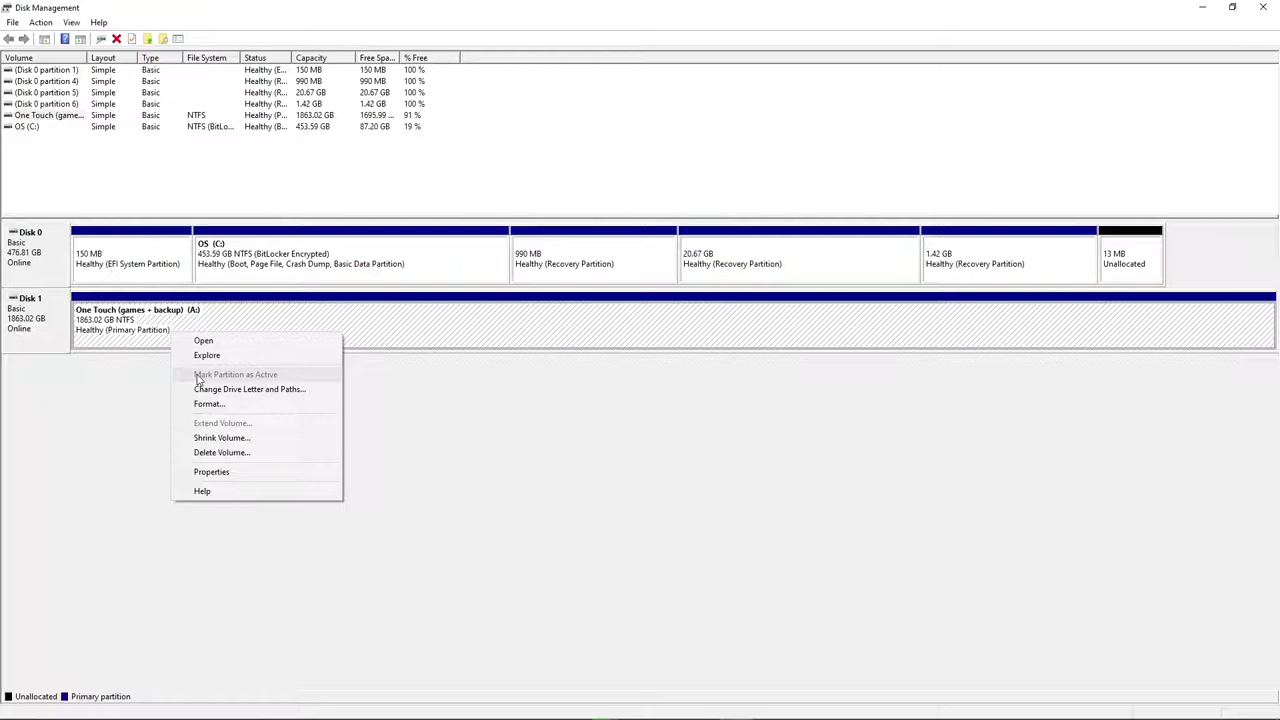 Disk Management
File Action View Help
Volume Layout Type File System Status Capacity Free Spa... % Free
(Disk 0 partition 1) Simple Basic Healthy (E... 150 MB 150 MB 100 %
(Disk 0 partition 4) Simple Basic Healthy (R... 990 MB 990 MB 100 %
(Disk 0 partition 5) Simple Basic Healthy (R... 20.67 GB 20.67 GB 100 %
(Disk 0 partition 6) Simple Basic Healthy (R... 1.42 GB 1.42 GB 100 %
One Touch (game... Simple Basic NTFS Healthy (P... 1863.02 GB 1695.99 ... 91 %
OS (C:) Simple Basic NTFS (BitLo... Healthy (B... 453.59 GB 87.20 GB 19 %
Disk 0
Basic
476.81 GB
Online
150 MB
Healthy (EFI System Partition)
OS (C:)
453.59 GB NTFS (BitLocker Encrypted)
Healthy (Boot, Page File, Crash Dump, Basic Data Partition)
990 MB
Healthy (Recovery Partition)
20.67 GB
Healthy (Recovery Partition)
1.42 GB
Healthy (Recovery Partition)
13 MB
Unallocated
Disk 1
Basic
1863.02 GB
Online
One Touch (games + backup) (A:)
1863.02 GB NTFS
Healthy (Primary Partition)
Open
Explore
Mark Partition as Active
Change Drive Letter and Paths...
Format...
Extend Volume...
Shrink Volume...
Delete Volume...
Properties
Help
Unallocated Primary partition